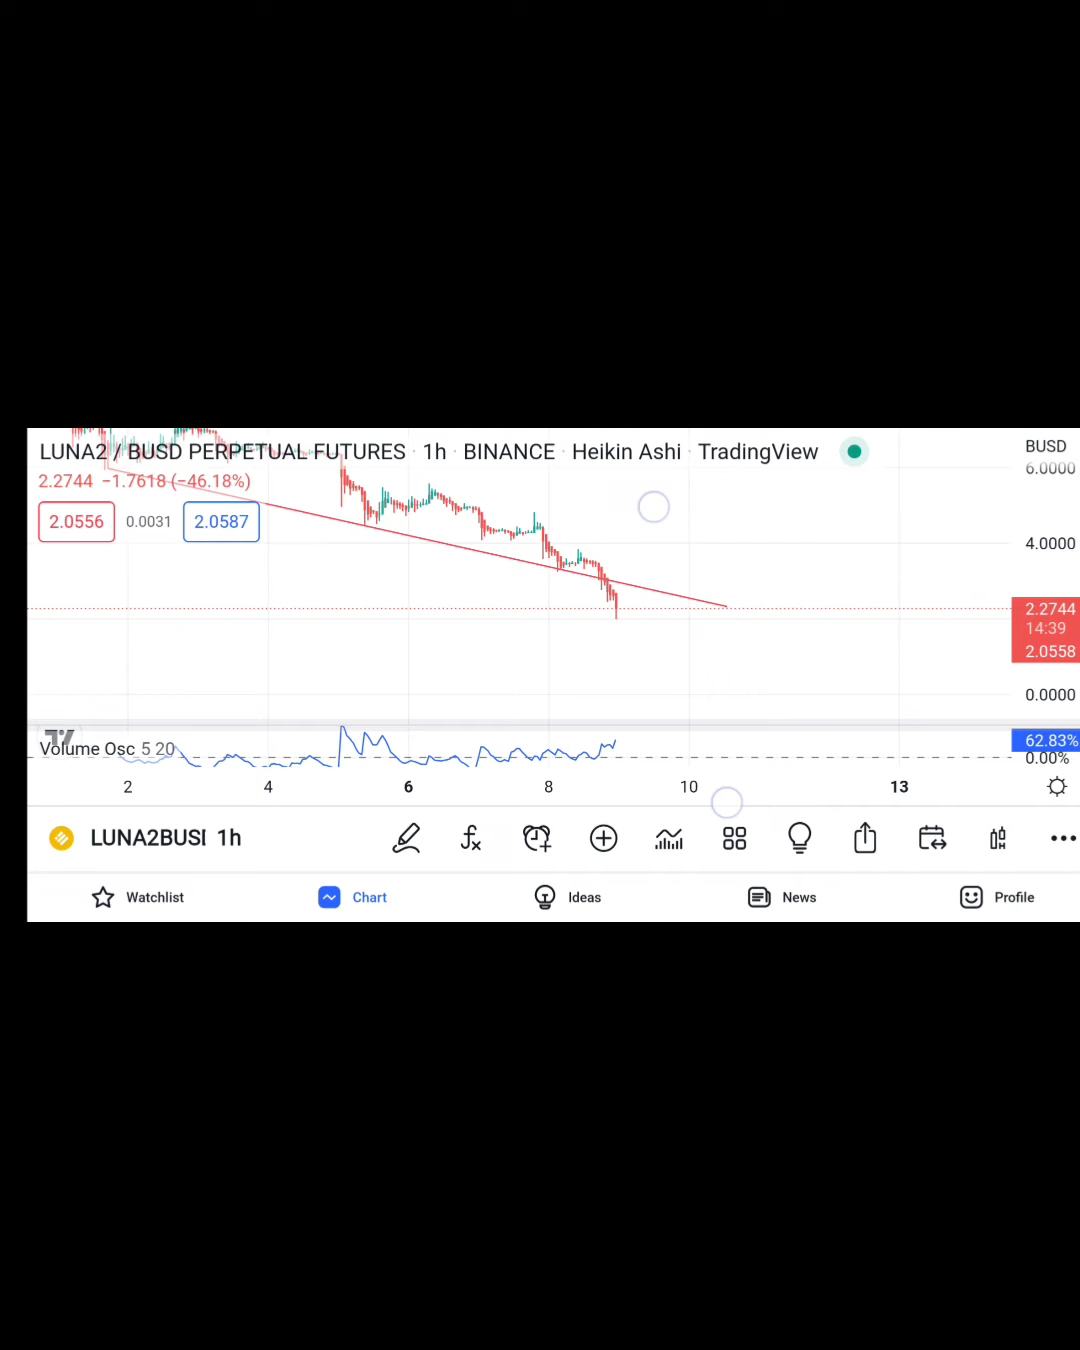 LUNA2 / BUSD PERPETUAL FUTURES · 1h · BINANCE · Heikin Ashi · TradingView
BUSD
6.0000
2.2744 −1.7618 (−46.18%)
2.0556 0.0031 2.0587
4.0000
2.2744
14:39
2.0558
0.0000
Volume Osc 5 20
62.83%
0.00%
2 4 6 8 10 13
LUNA2BUSI 1h
Watchlist Chart Ideas News Profile